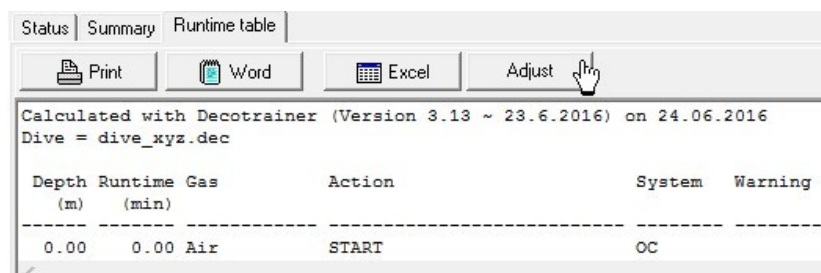 Status Summary Runtime table
Print Word Excel Adjust
Calculated with Decotrainer (Version 3.13 ~ 23.6.2016) on 24.06.2016
Dive = dive_xyz.dec
Depth Runtime Gas Action System Warning
(m) (min)
------ ------- ------------ --------------------------- -------- --------
0.00 0.00 Air START OC